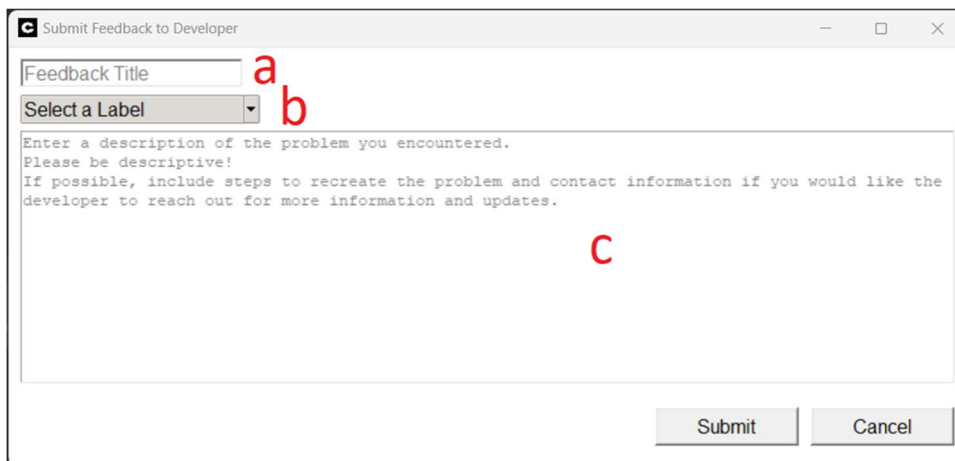 C Submit Feedback to Developer
Feedback Title a
Select a Label b
Enter a description of the problem you encountered.
Please be descriptive!
If possible, include steps to recreate the problem and contact information if you would like the
developer to reach out for more information and updates.
c
Submit Cancel